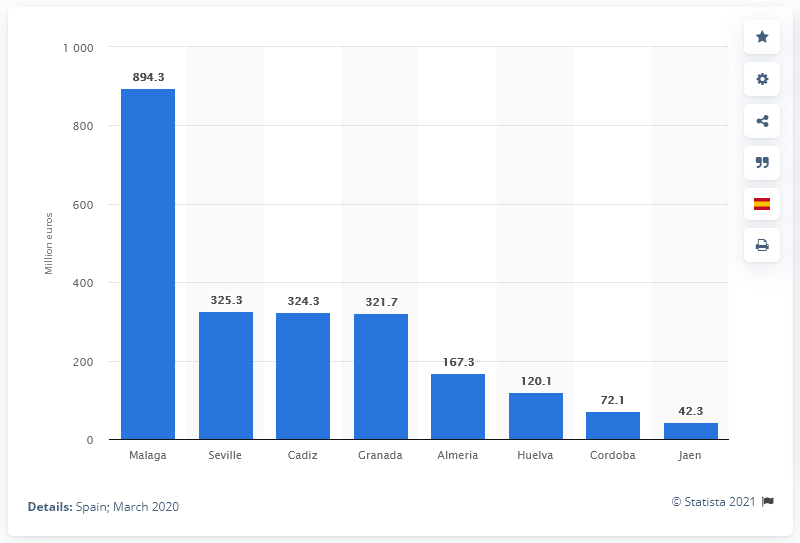 1 000
800
600
400
200
0
Million euros
894.3
325.3
324.3
321.7
167.3
120.1
72.1
42.3
Malaga
Seville
Cadiz
Granada
Almeria
Huelva
Cordoba
Jaen
Details: Spain; March 2020
© Statista 2021